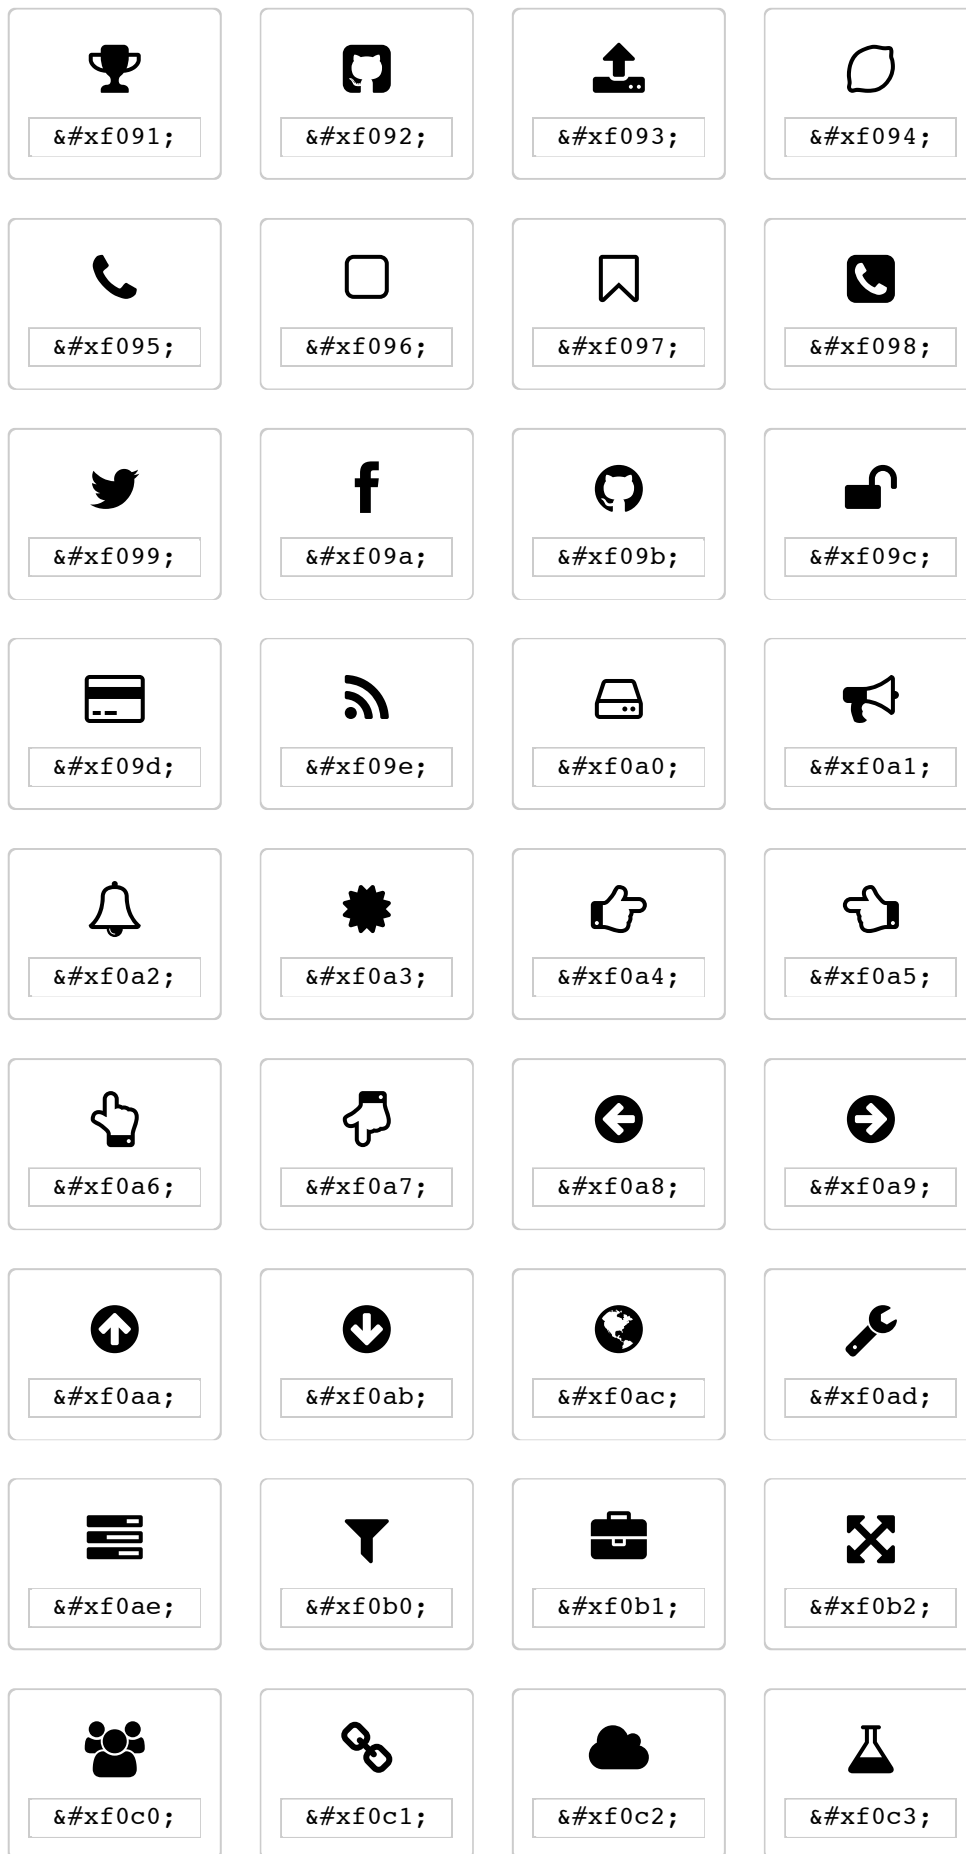 &#xf091; &#xf092; &#xf093; &#xf094;
&#xf095; &#xf096; &#xf097; &#xf098;
&#xf099; &#xf09a; &#xf09b; &#xf09c;
&#xf09d; &#xf09e; &#xf0a0; &#xf0a1;
&#xf0a2; &#xf0a3; &#xf0a4; &#xf0a5;
&#xf0a6; &#xf0a7; &#xf0a8; &#xf0a9;
&#xf0aa; &#xf0ab; &#xf0ac; &#xf0ad;
&#xf0ae; &#xf0b0; &#xf0b1; &#xf0b2;
&#xf0c0; &#xf0c1; &#xf0c2; &#xf0c3;